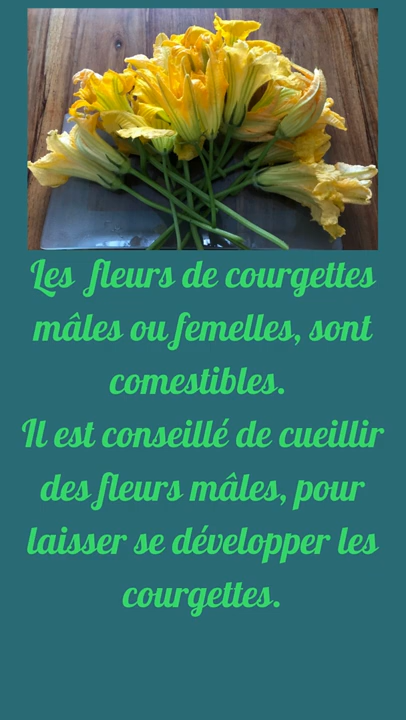 Les fleurs de courgettes
mâles ou femelles, sont
comestibles.
Il est conseillé de cueillir
des fleurs mâles, pour
laisser se développer les
courgettes.